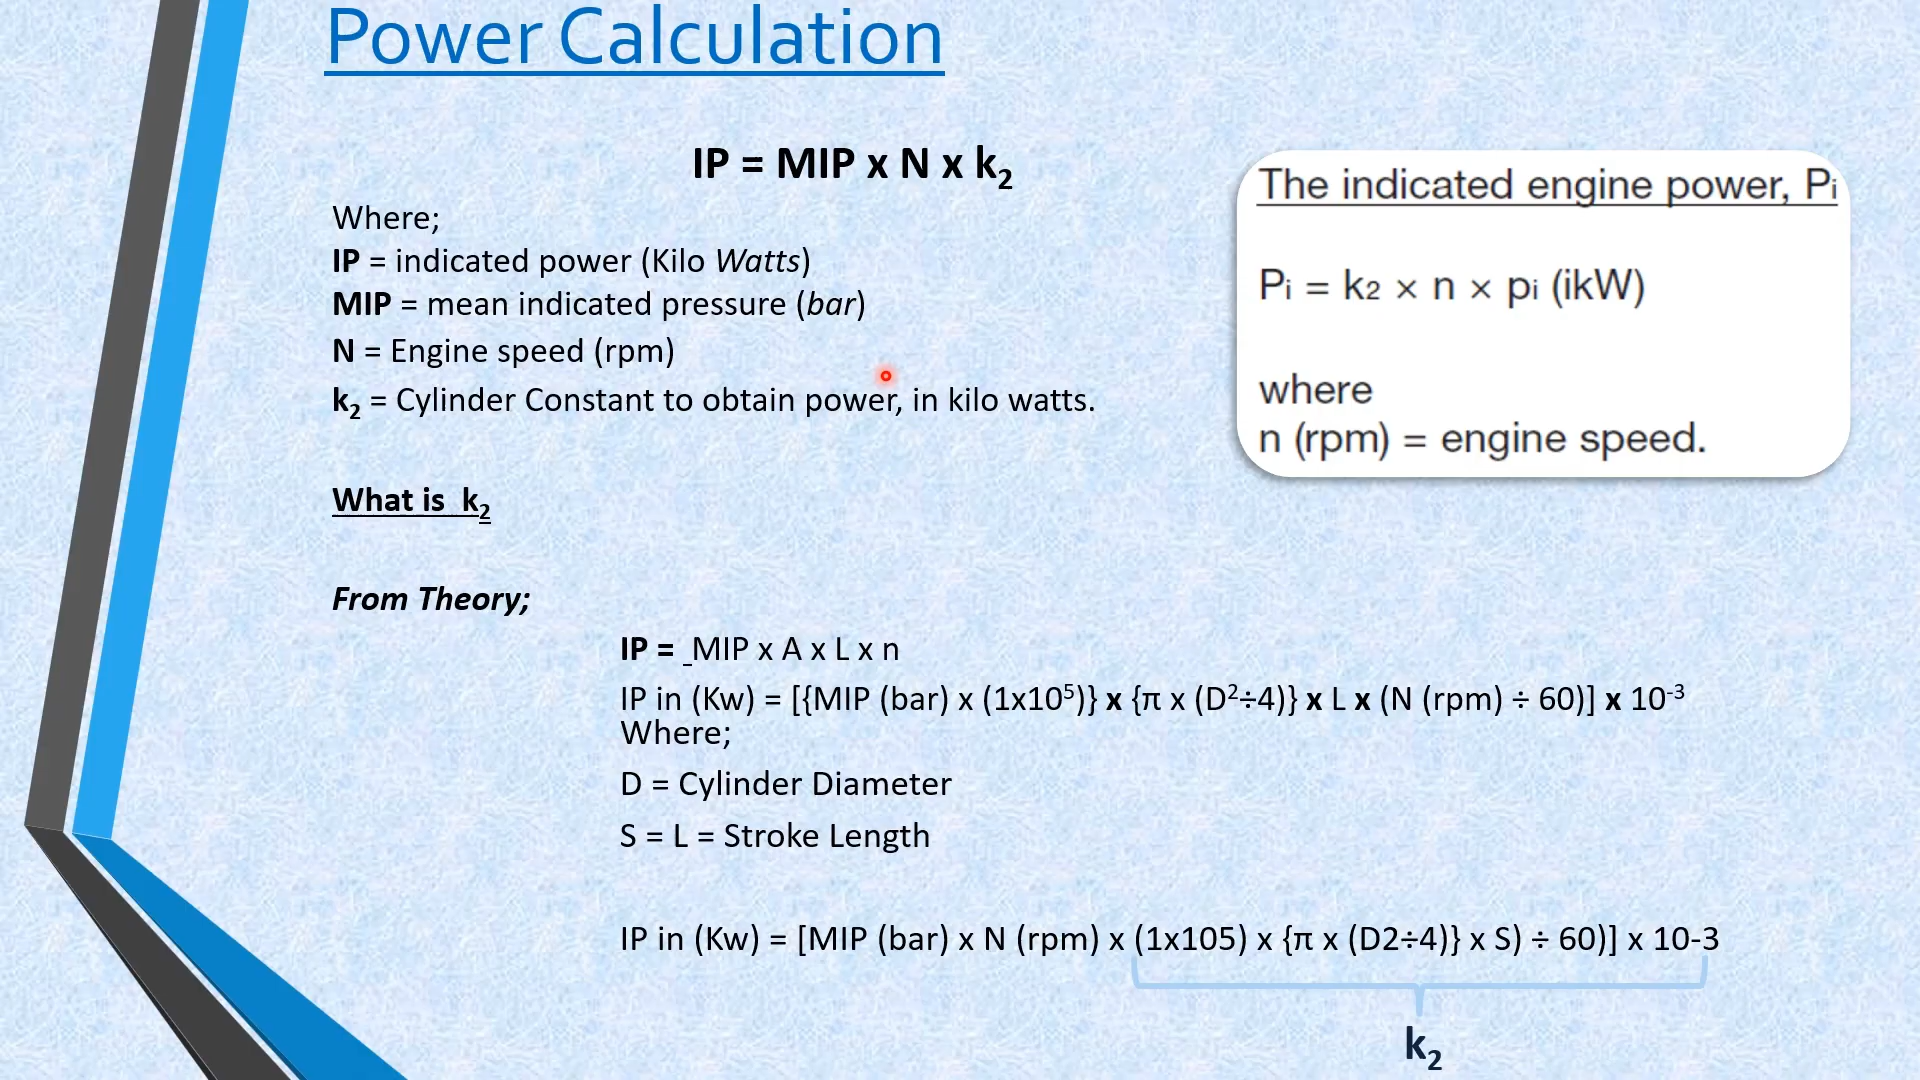 Power Calculation
IP = MIP x N x k₂
Where;
IP = indicated power (Kilo Watts)
MIP = mean indicated pressure (bar)
N = Engine speed (rpm)
k₂ = Cylinder Constant to obtain power, in kilo watts.
The indicated engine power, Pi
Pi = k2 × n × pi (ikW)
where
n (rpm) = engine speed.
What is k₂
From Theory;
IP = _MIP x A x L x n
IP in (Kw) = [{MIP (bar) x (1x10⁵)} x {π x (D²÷4)} x L x (N (rpm) ÷ 60)] x 10⁻³
Where;
D = Cylinder Diameter
S = L = Stroke Length
IP in (Kw) = [MIP (bar) x N (rpm) x (1x105) x {π x (D2÷4)} x S) ÷ 60)] x 10-3
k₂